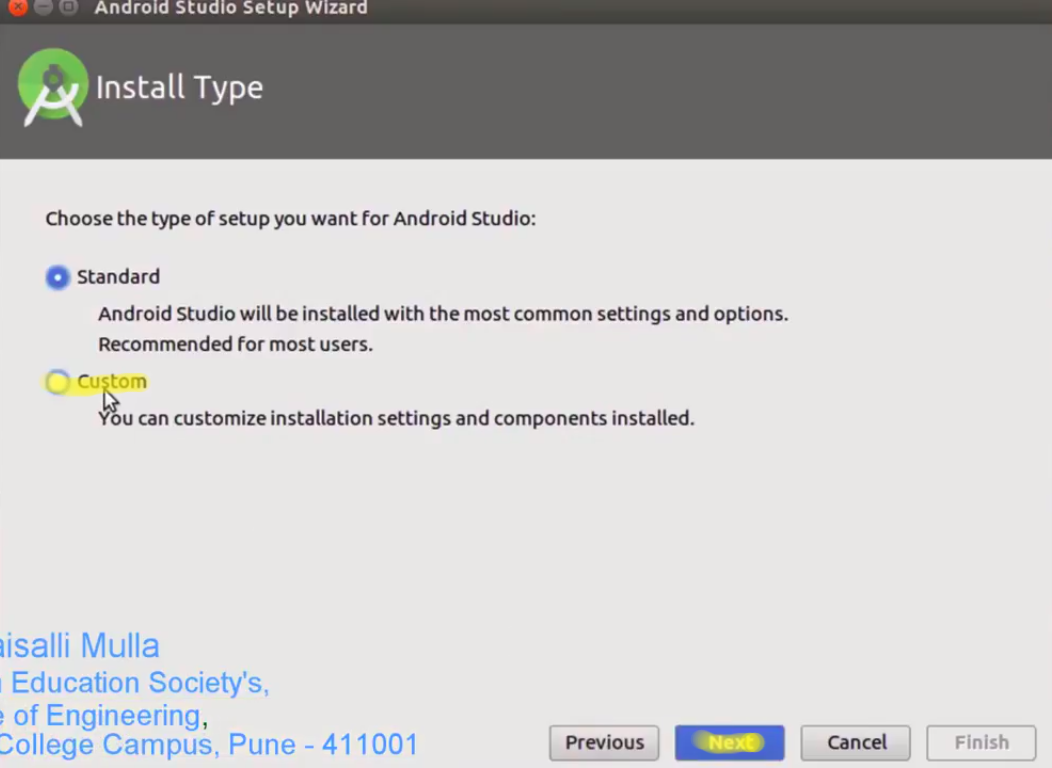 Android Studio Setup Wizard
Install Type
Choose the type of setup you want for Android Studio:
Standard
Android Studio will be installed with the most common settings and options.
Recommended for most users.
Custom
You can customize installation settings and components installed.
Mulla
Education Society's,
of Engineering,
College Campus, Pune - 411001
Previous Next Cancel Finish